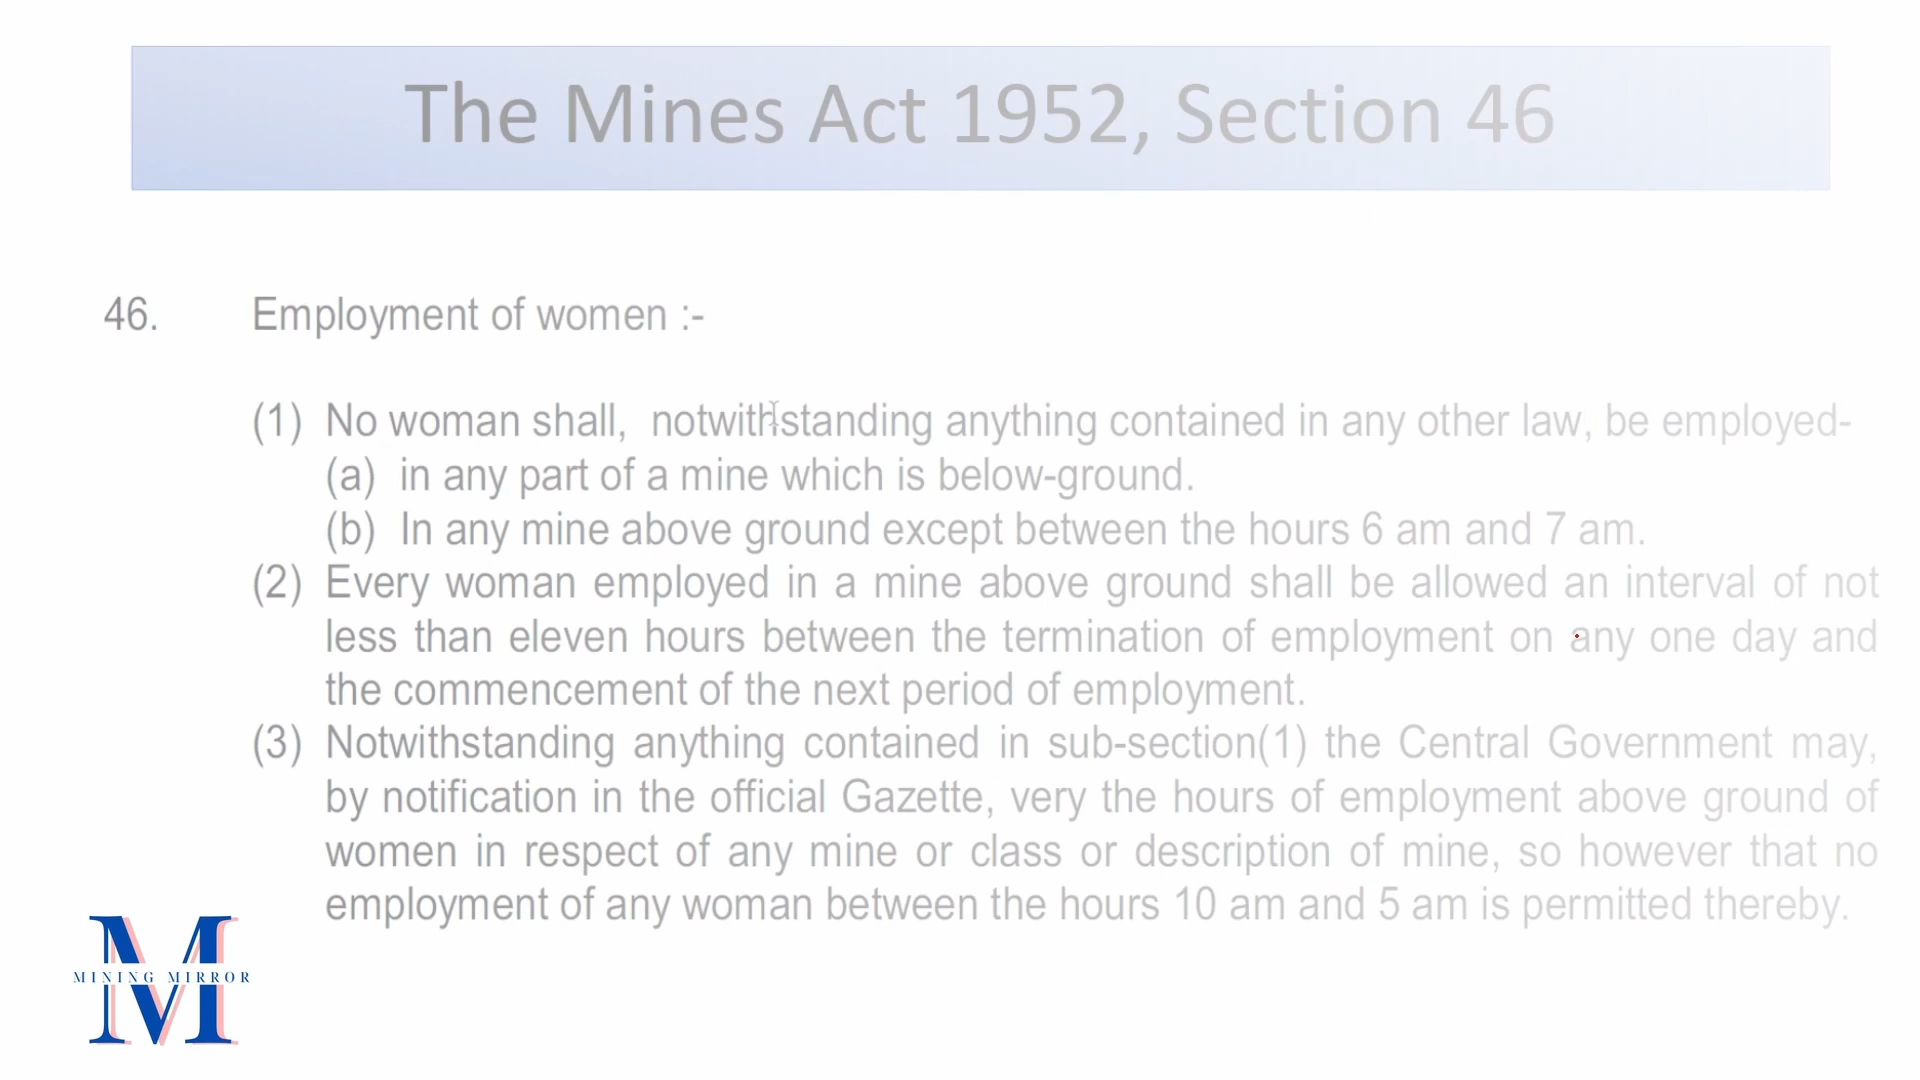 The Mines Act 1952, Section 46
46. Employment of women :-
(1) No woman shall, notwithstanding anything contained in any other law, be employed-
(a) in any part of a mine which is below-ground.
(b) In any mine above ground except between the hours 6 am and 7 am.
(2) Every woman employed in a mine above ground shall be allowed an interval of not
less than eleven hours between the termination of employment on any one day and
the commencement of the next period of employment.
(3) Notwithstanding anything contained in sub-section(1) the Central Government may,
by notification in the official Gazette, very the hours of employment above ground of
women in respect of any mine or class or description of mine, so however that no
employment of any woman between the hours 10 am and 5 am is permitted thereby.
M
MINING MIRROR